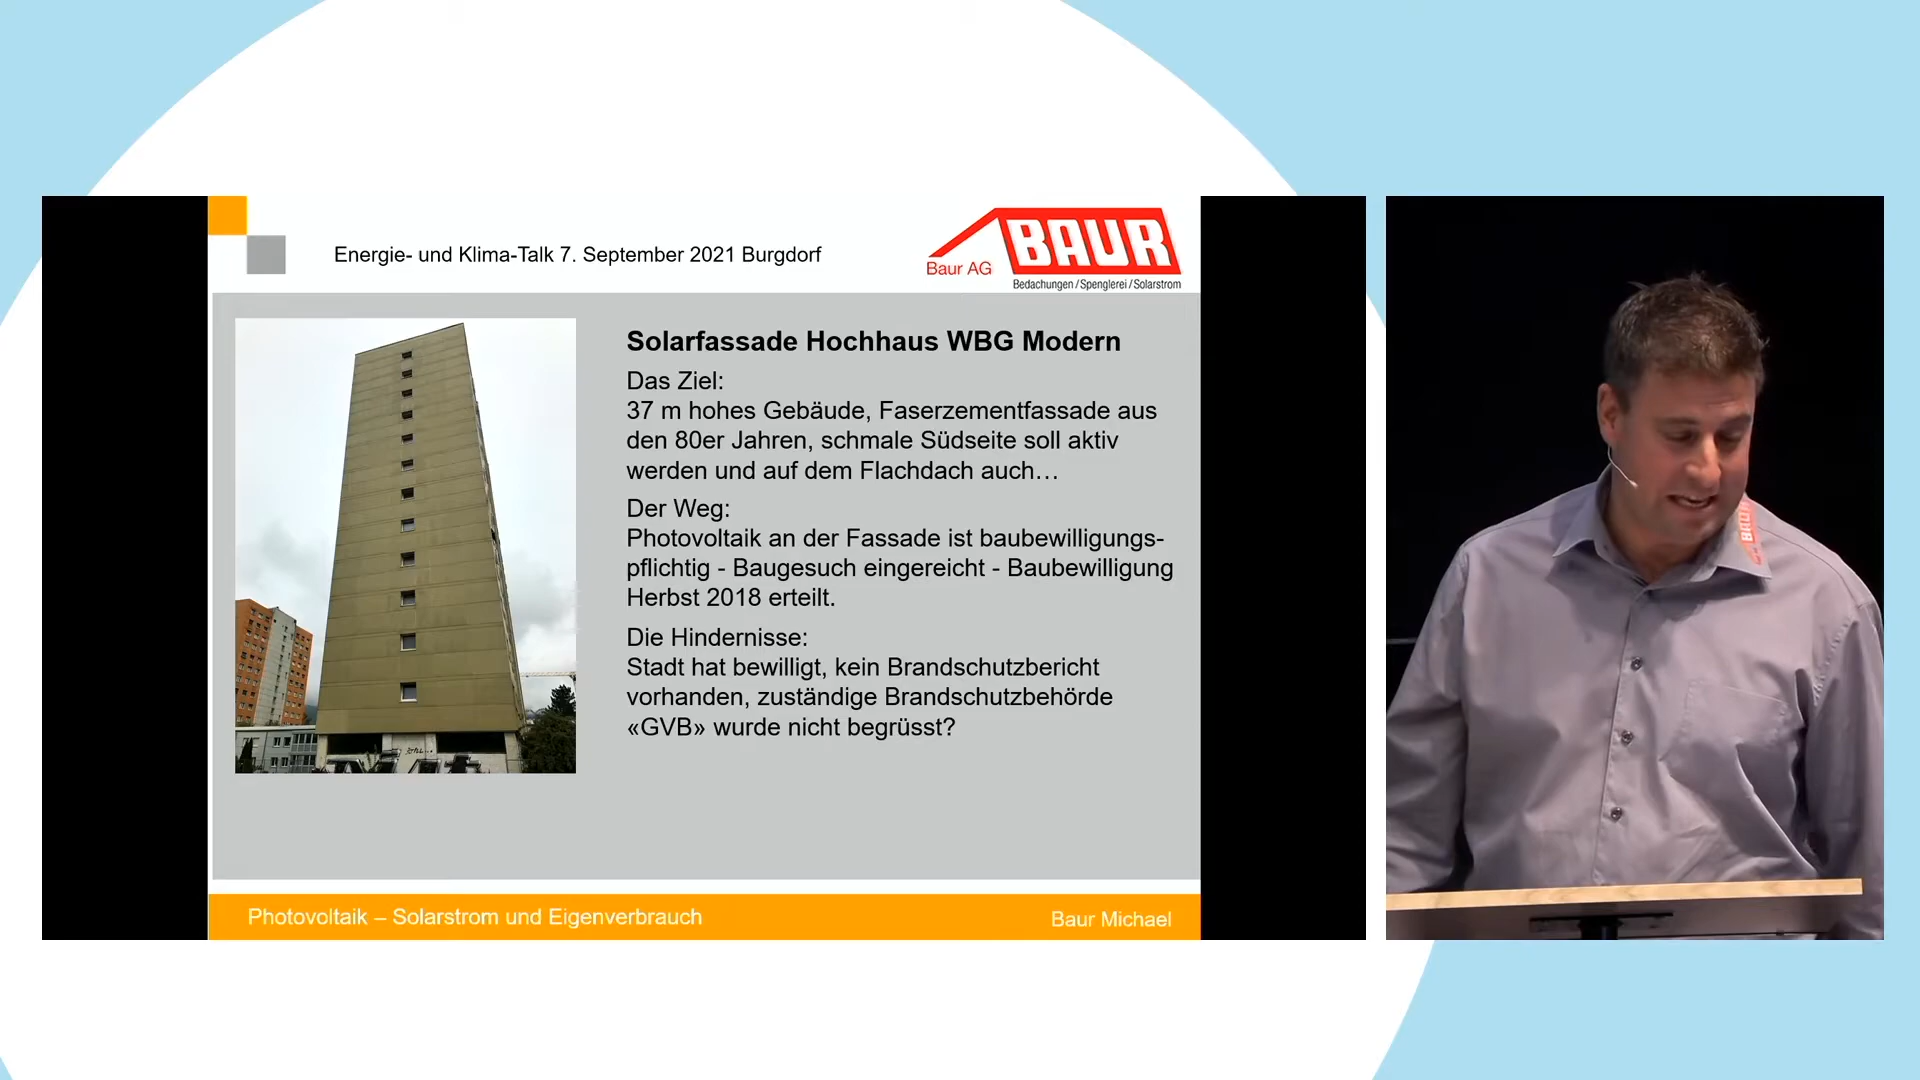 Energie- und Klima-Talk 7. September 2021 Burgdorf
BAUR
Baur AG
Bedachungen/Spenglerei/Solarstrom
Solarfassade Hochhaus WBG Modern
Das Ziel:
37 m hohes Gebäude, Faserzementfassade aus
den 80er Jahren, schmale Südseite soll aktiv
werden und auf dem Flachdach auch…
Der Weg:
Photovoltaik an der Fassade ist baubewilligungs-
pflichtig - Baugesuch eingereicht - Baubewilligung
Herbst 2018 erteilt.
Die Hindernisse:
Stadt hat bewilligt, kein Brandschutzbericht
vorhanden, zuständige Brandschutzbehörde
«GVB» wurde nicht begrüsst?
Photovoltaik – Solarstrom und Eigenverbrauch
Baur Michael
BAUR